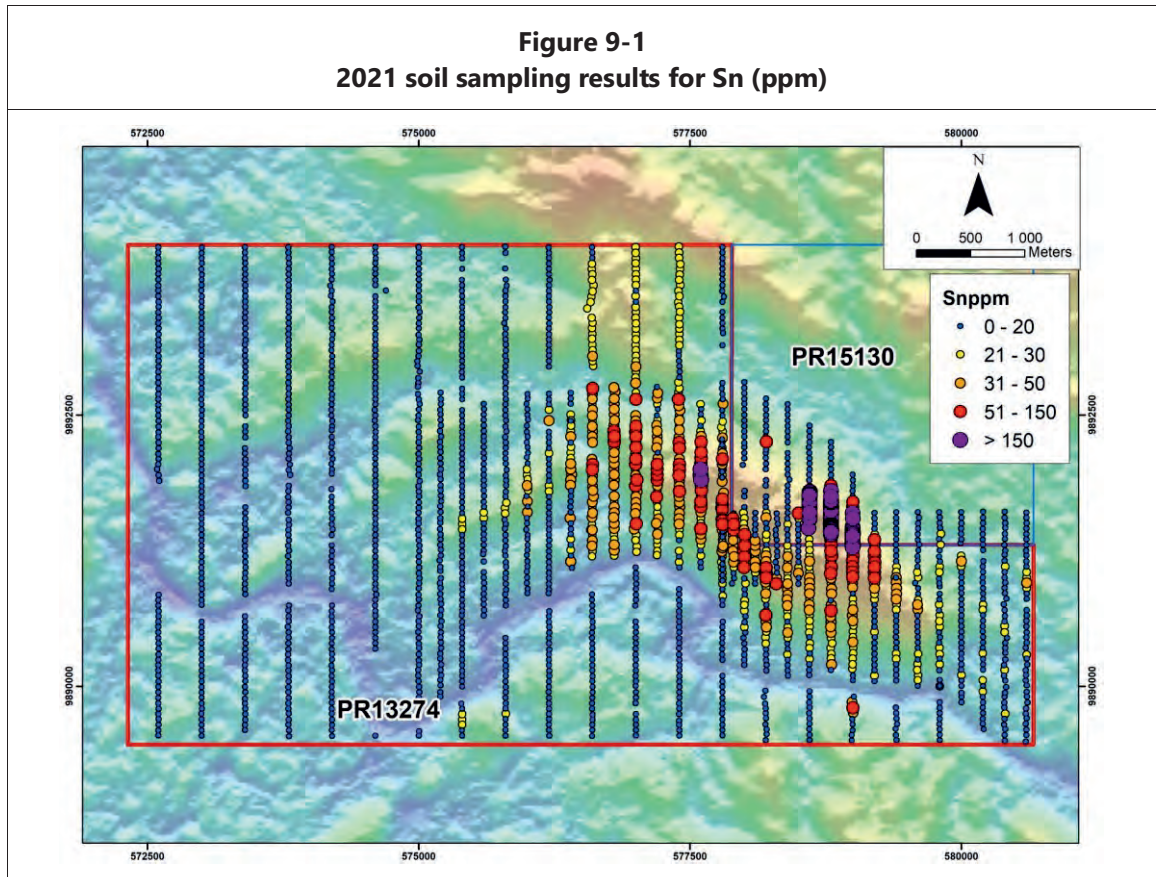 Figure 9-1
2021 soil sampling results for Sn (ppm)
572500 575000 577500 580000
N
0 500 1 000
Meters
Snppm
0 - 20
21 - 30
31 - 50
51 - 150
> 150
PR15130
9892500 9892500
9890000 9890000
PR13274
572500 575000 577500 580000